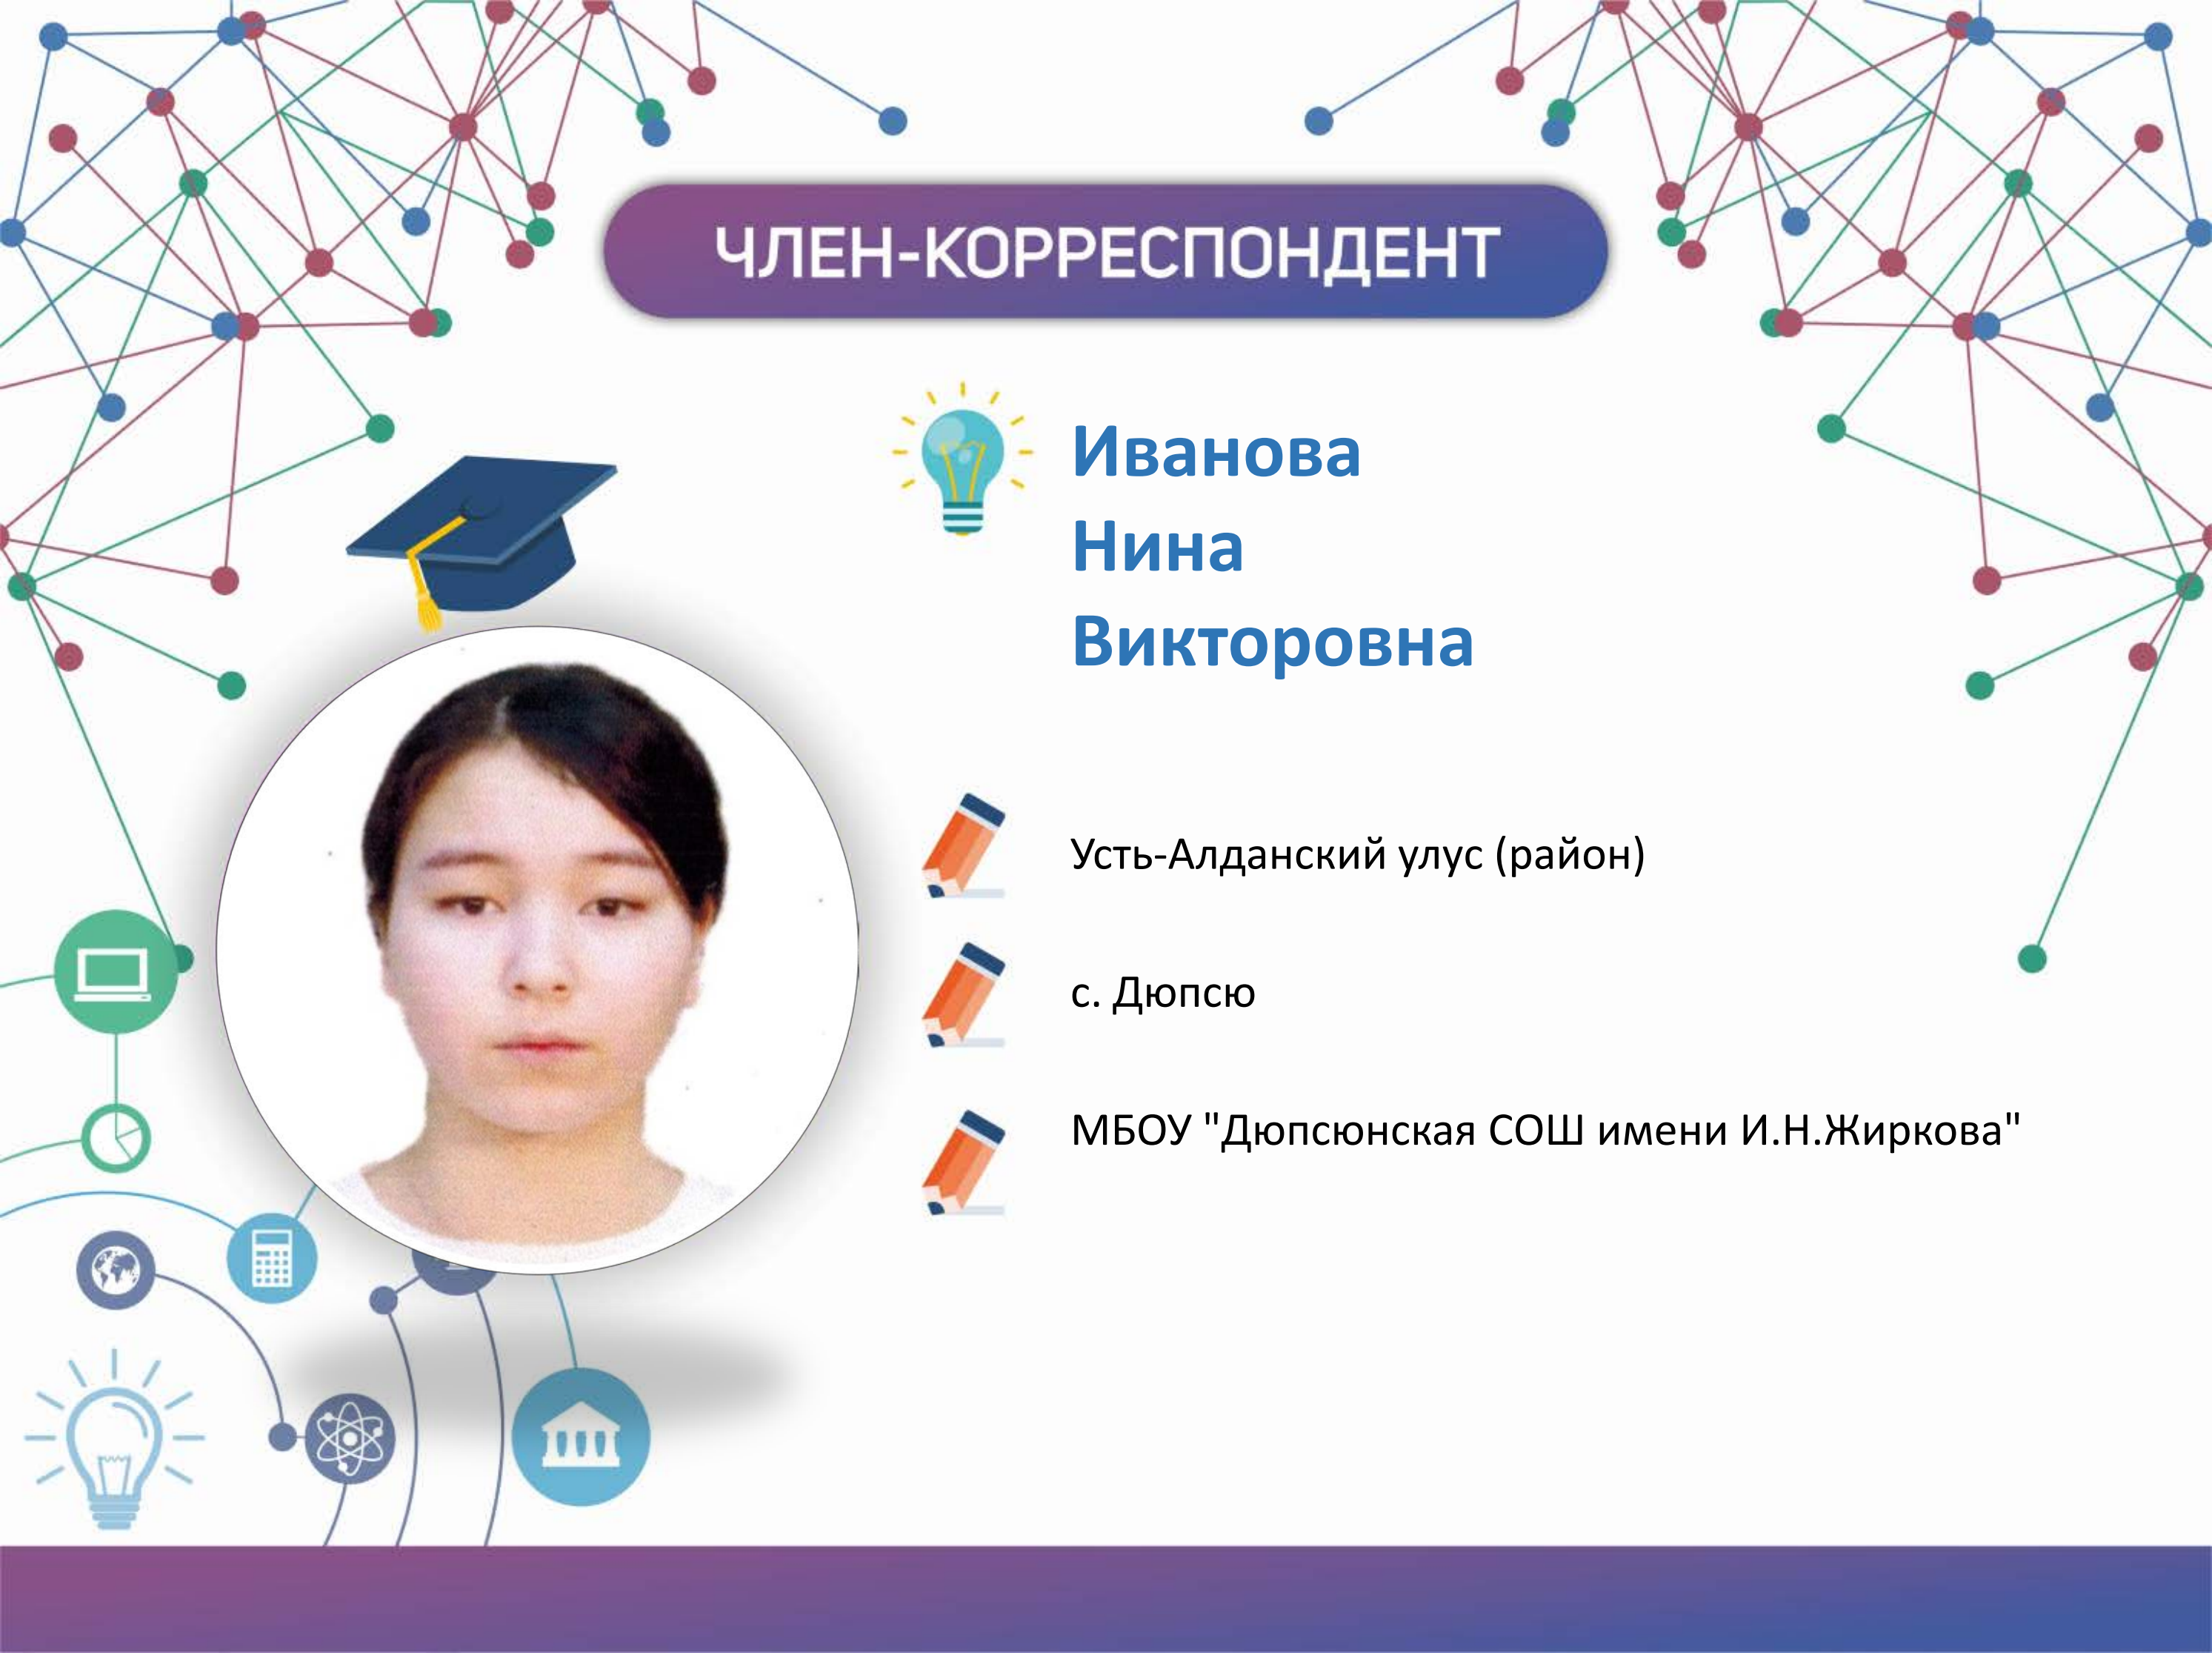 ЧЛЕН-КОРРЕСПОНДЕНТ
Иванова
Нина
Викторовна
Усть-Алданский улус (район)
с. Дюпсю
МБОУ "Дюпсюнская СОШ имени И.Н.Жиркова"